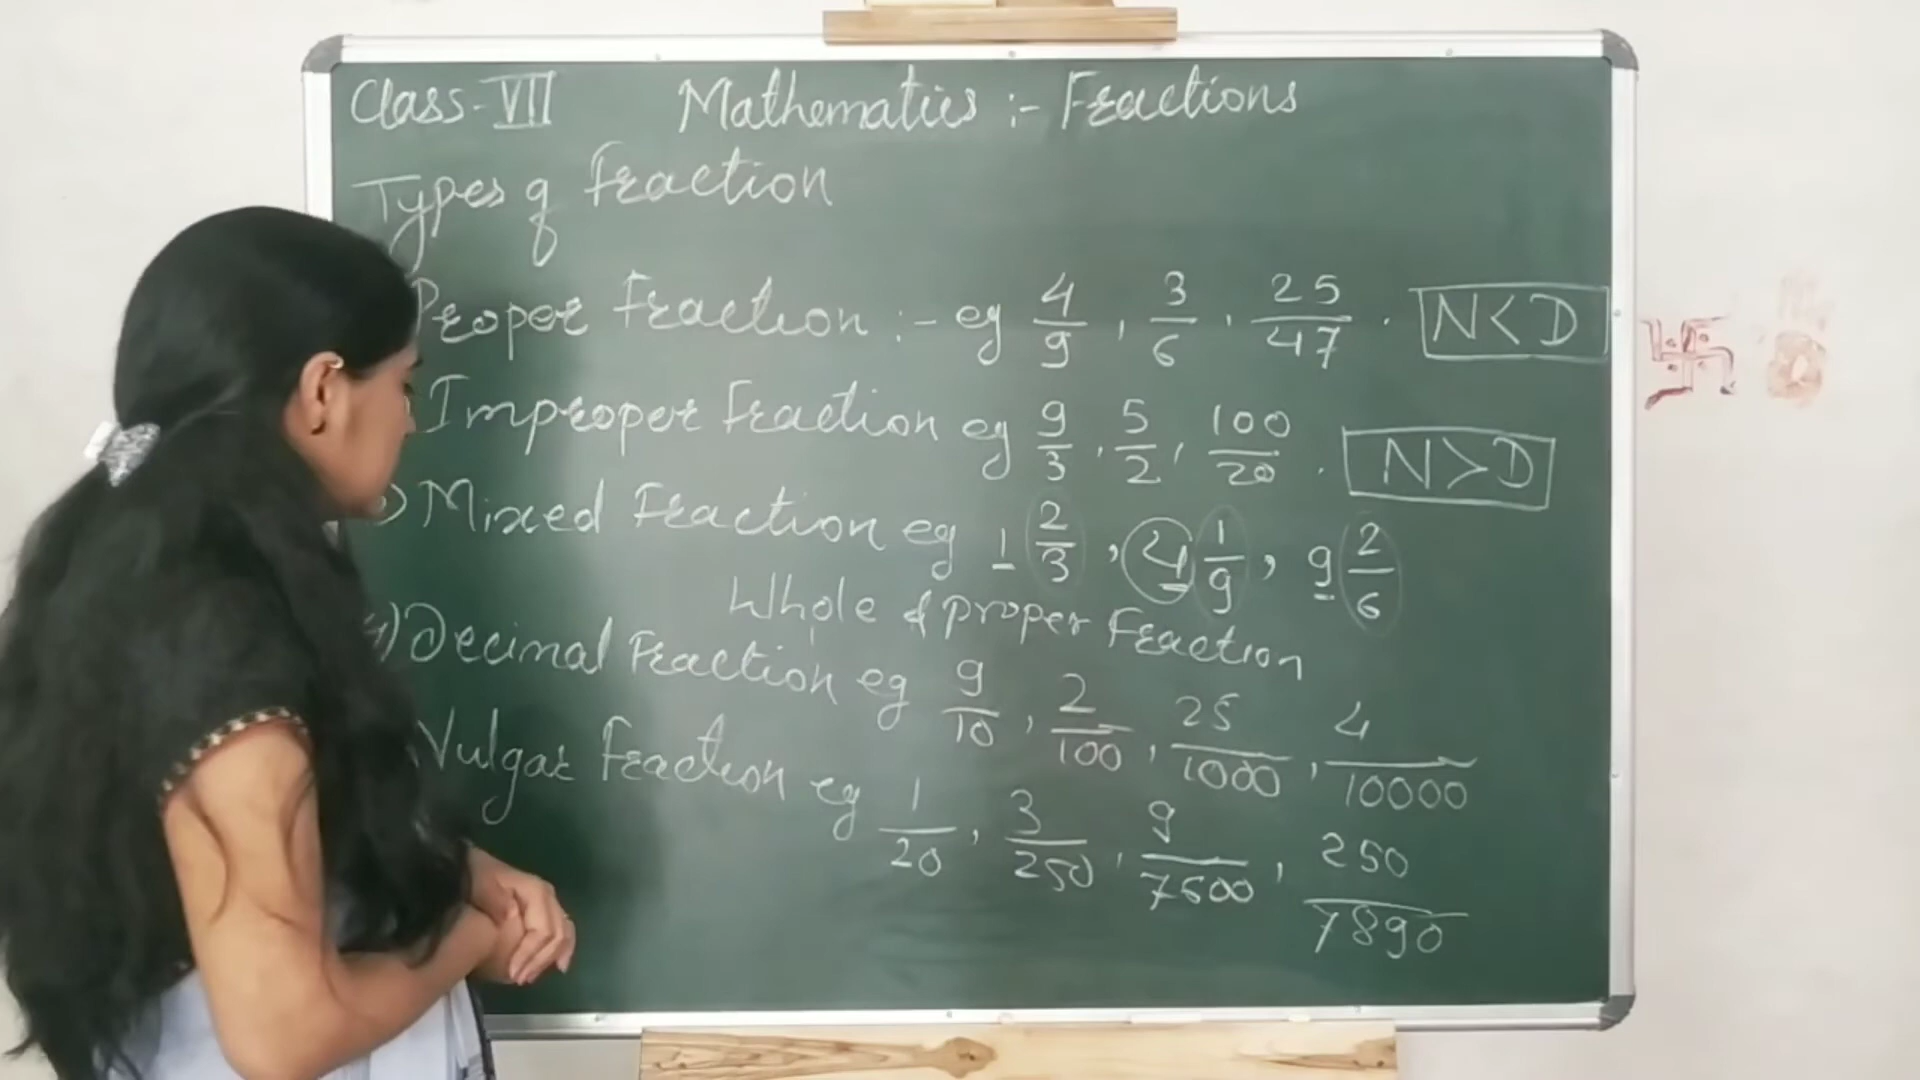 Class-VII Mathematics :- Fractions
Types of Fraction
Proper Fraction :- eg 4/9, 3/6, 25/47. N<D
Improper Fraction eg 9/3, 5/2, 100/20. N>D
) Mixed Fraction eg 1 2/3, 4 1/9, 9 2/6
Whole & proper Fraction
4) Decimal Fraction eg 9/10, 2/100, 25/1000, 4/10000
Vulgar Fraction eg 1/20, 3/250, 9/7500, 250/7890